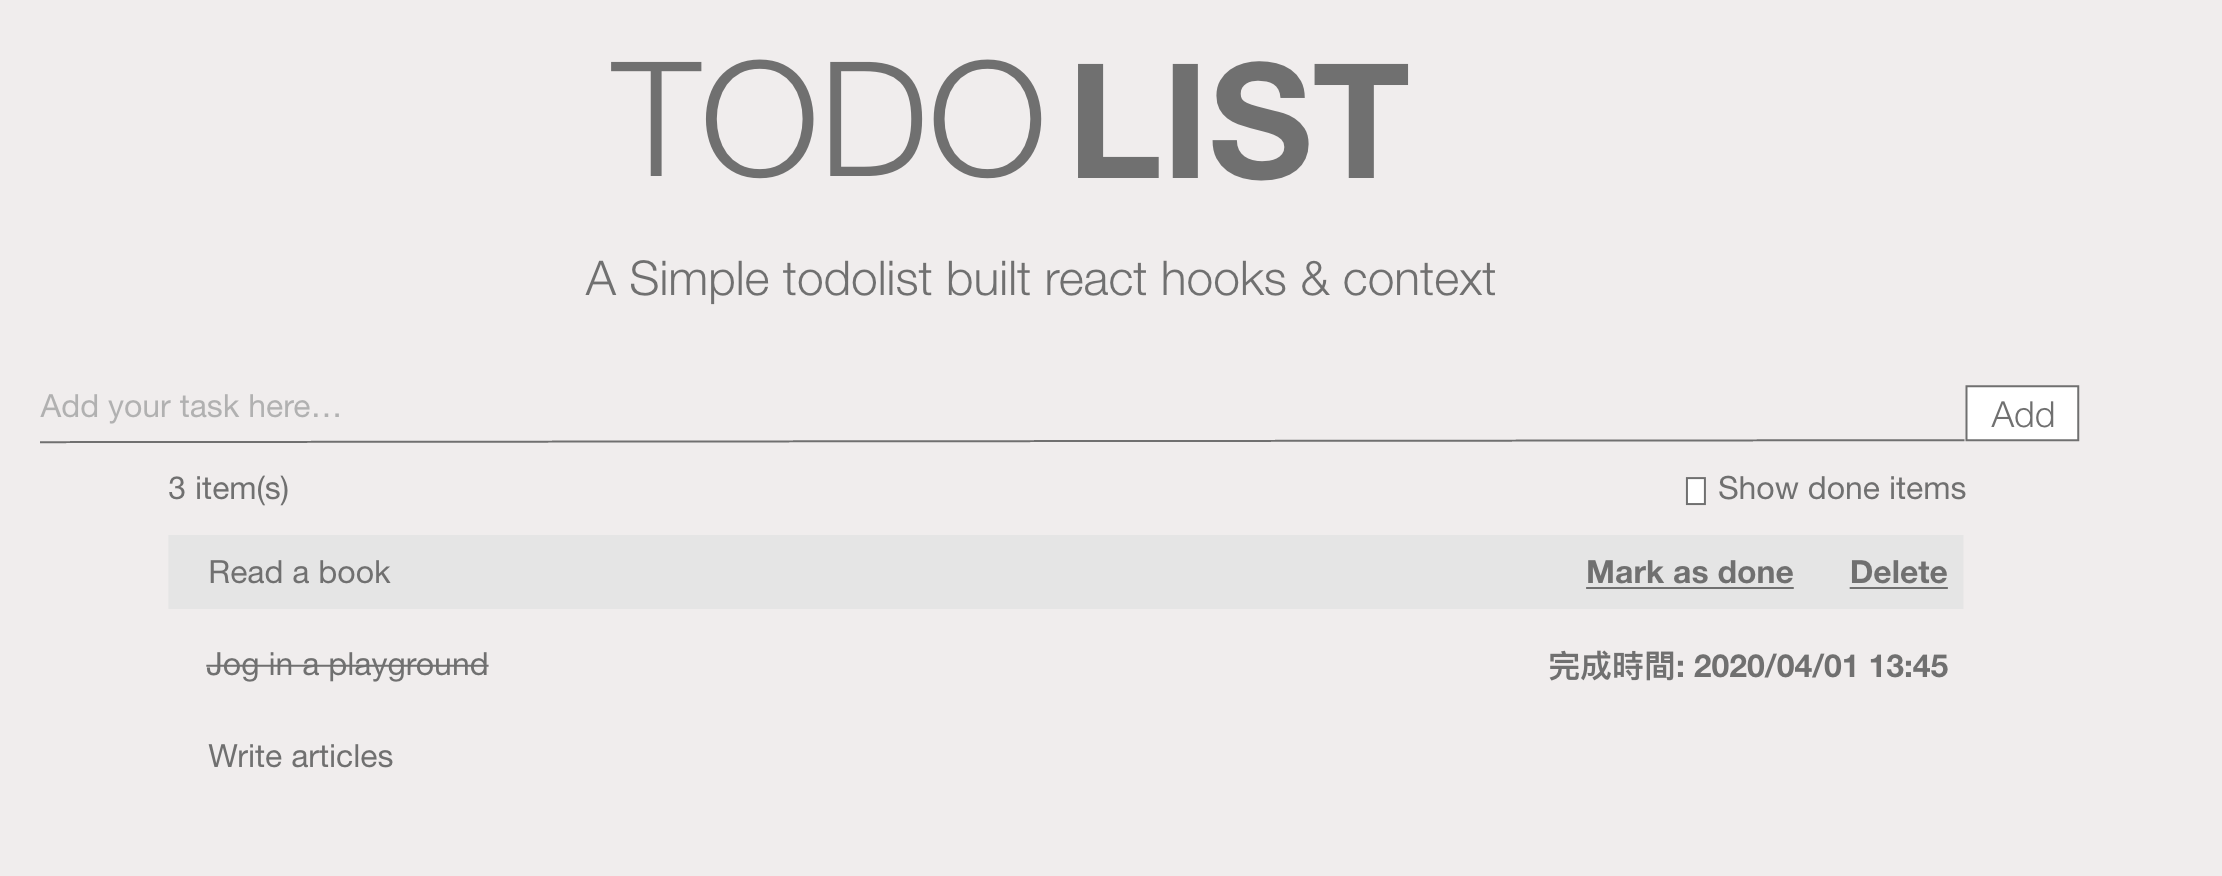 TODO LIST
A Simple todolist built react hooks & context
Add your task here...
Add
3 item(s)
Show done items
Read a book
Mark as done
Delete
Jog in a playground
完成時間: 2020/04/01 13:45
Write articles